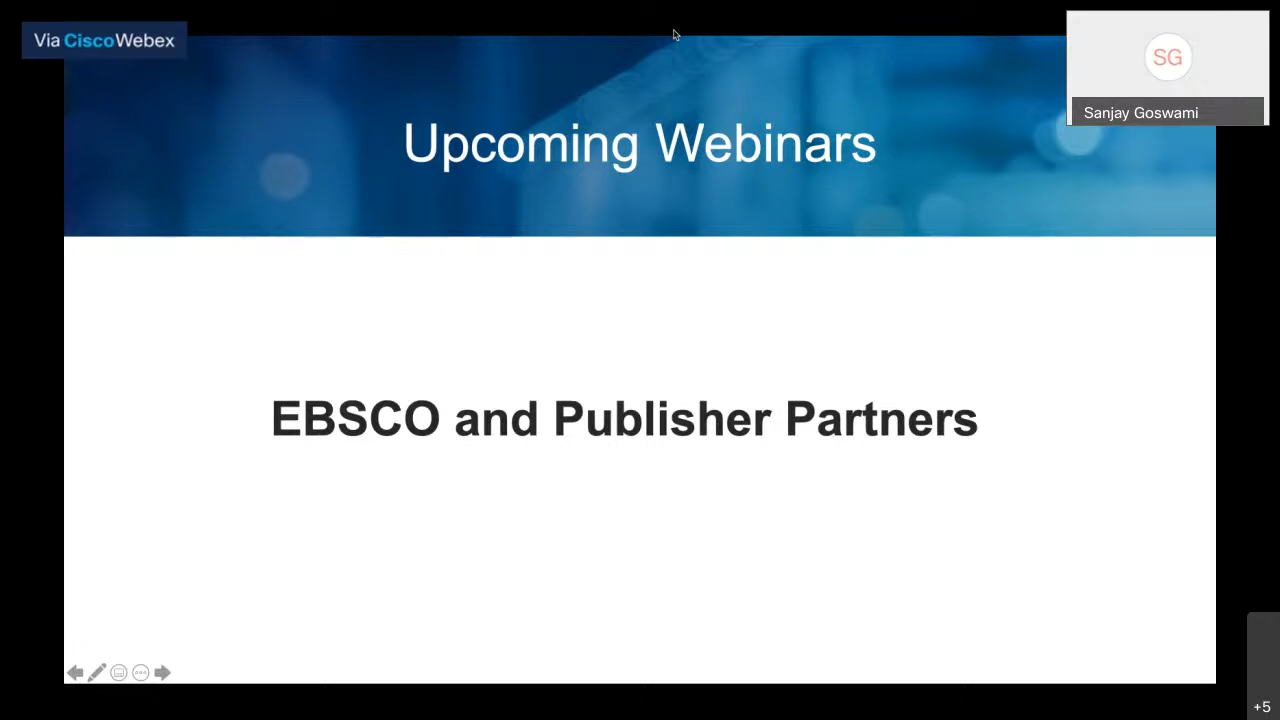 Via CiscoWebex
SG
Sanjay Goswami
Upcoming Webinars
EBSCO and Publisher Partners
+5